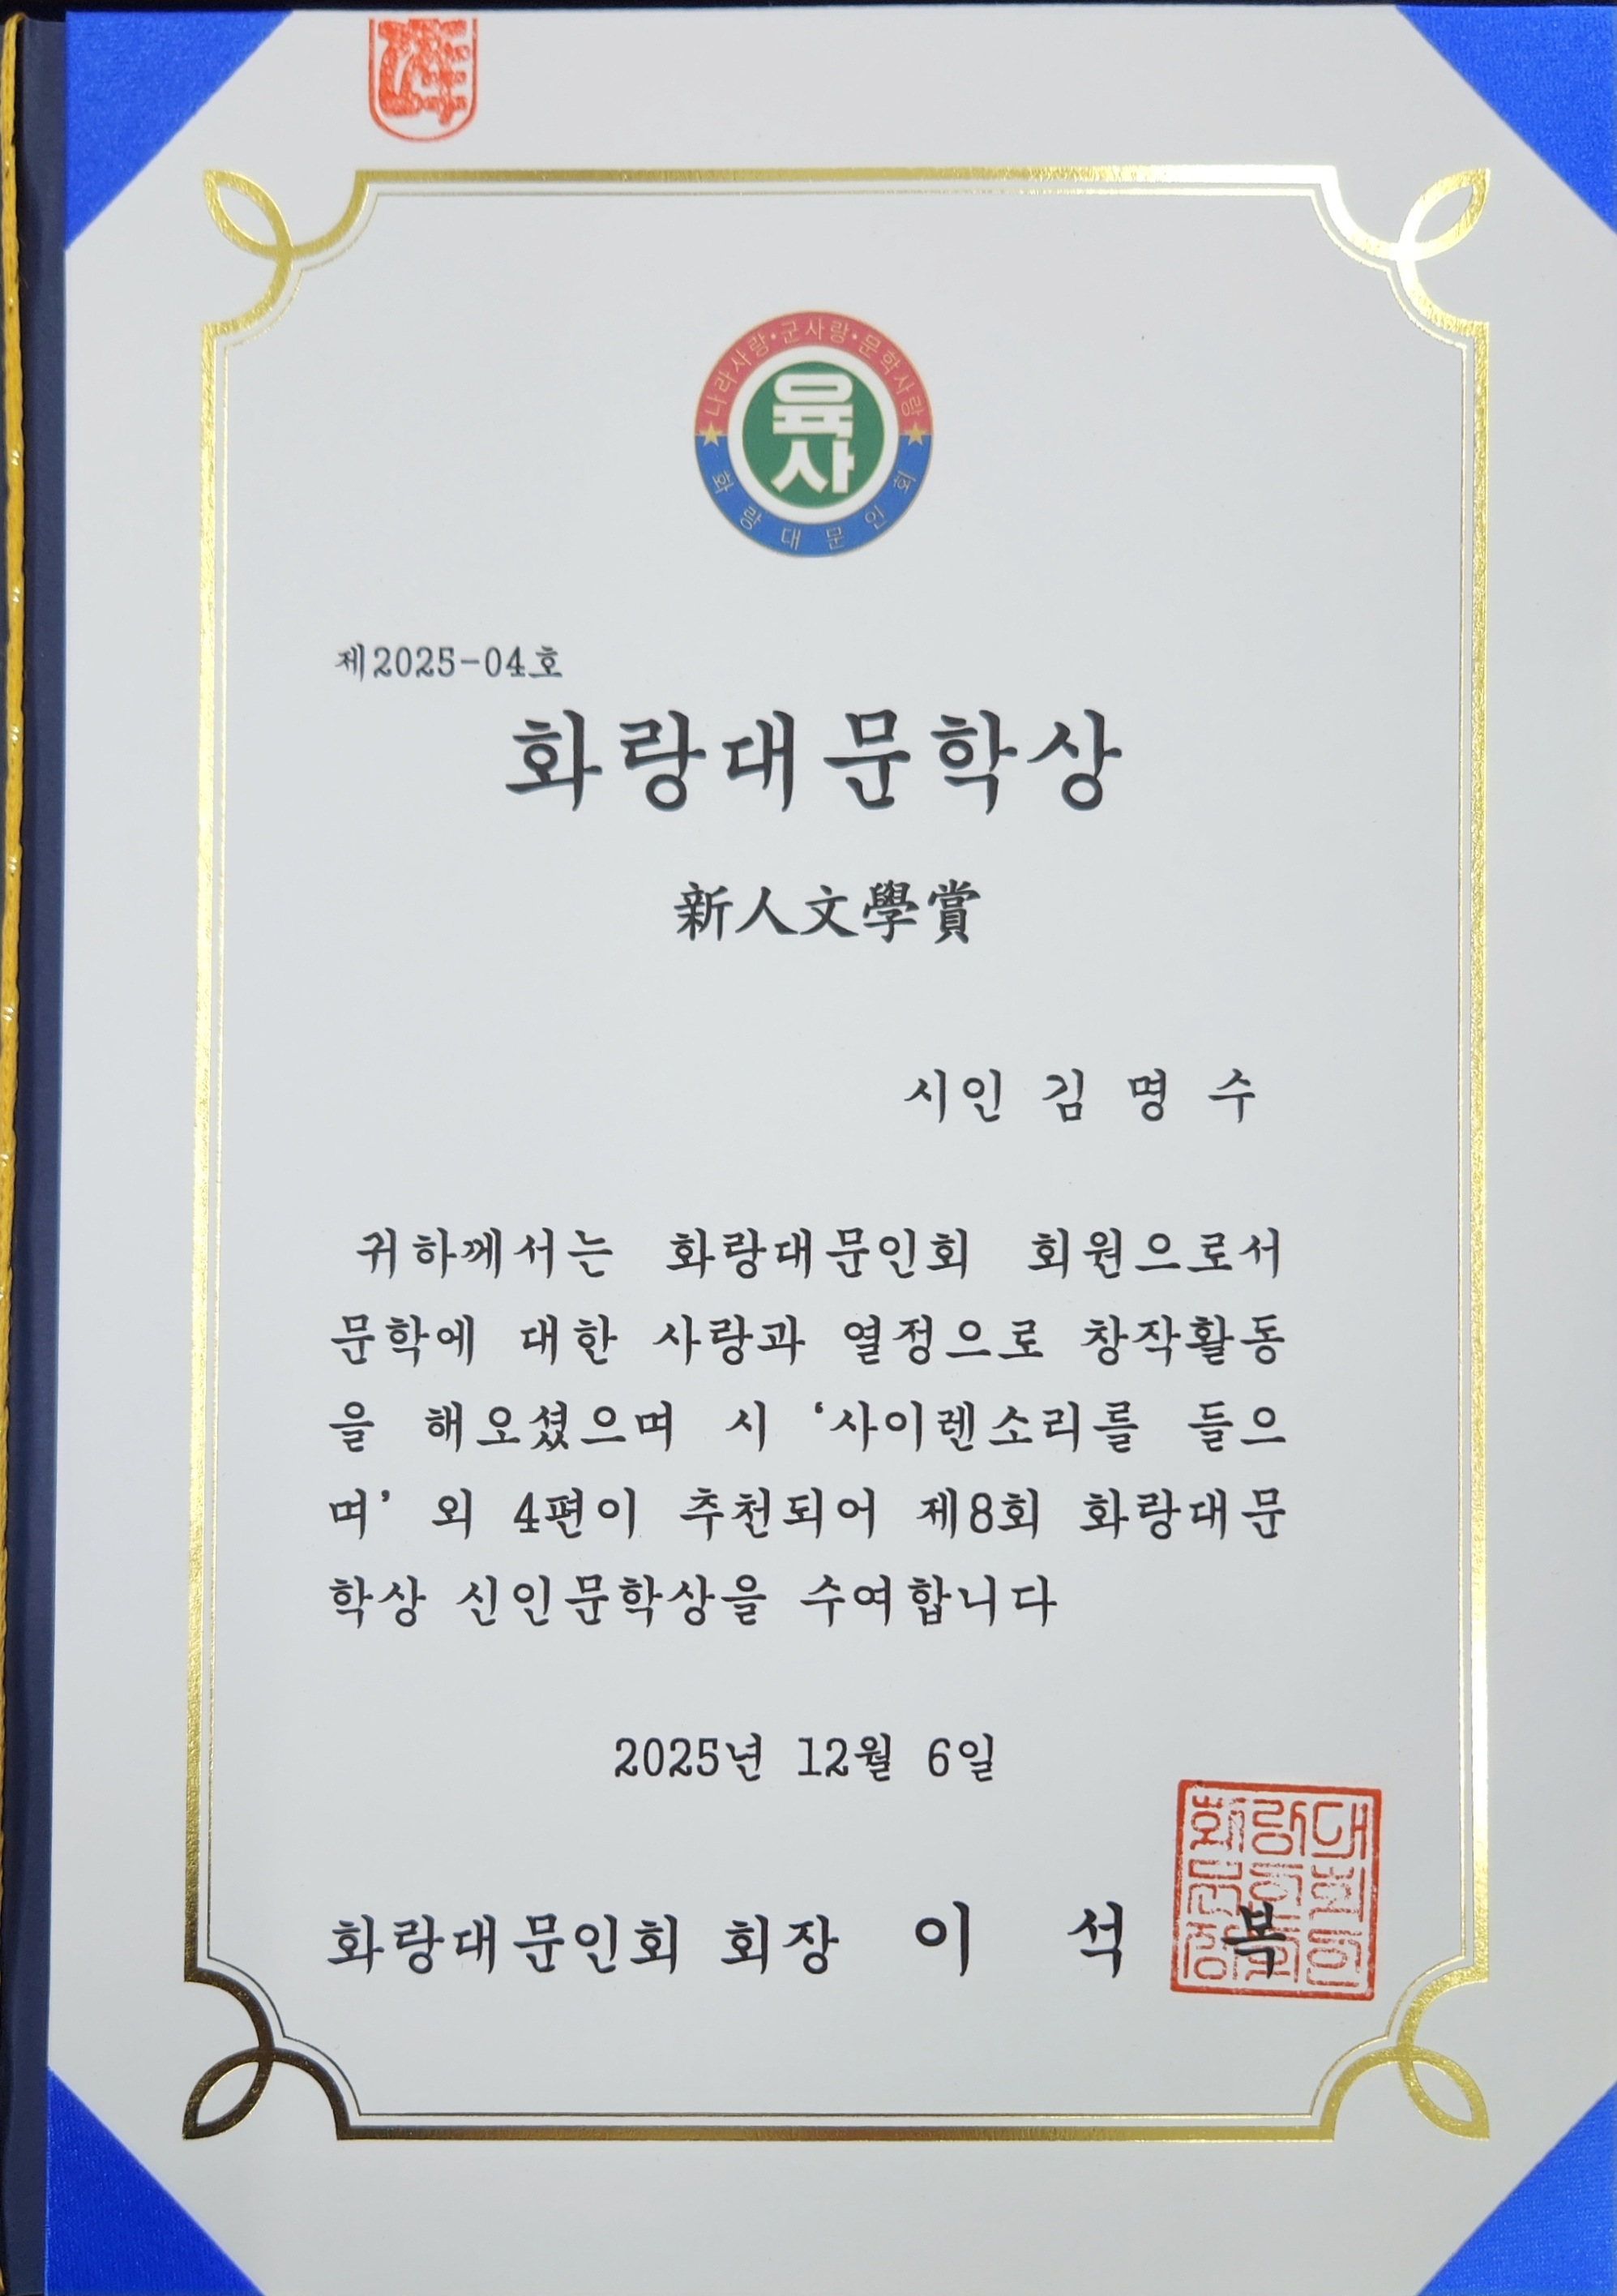 나라사랑·군사랑·문학사랑
육사
화랑대문인회
제2025-04호
화랑대문학상
新人文學賞
시인 김 명 수
귀하께서는 화랑대문인회 회원으로서
문학에 대한 사랑과 열정으로 창작활동
을 해오셨으며 시 ‘사이렌소리를 들으
며’ 외 4편이 추천되어 제8회 화랑대문
학상 신인문학상을 수여합니다
2025년 12월 6일
화랑대문인회 회장 이 석 복